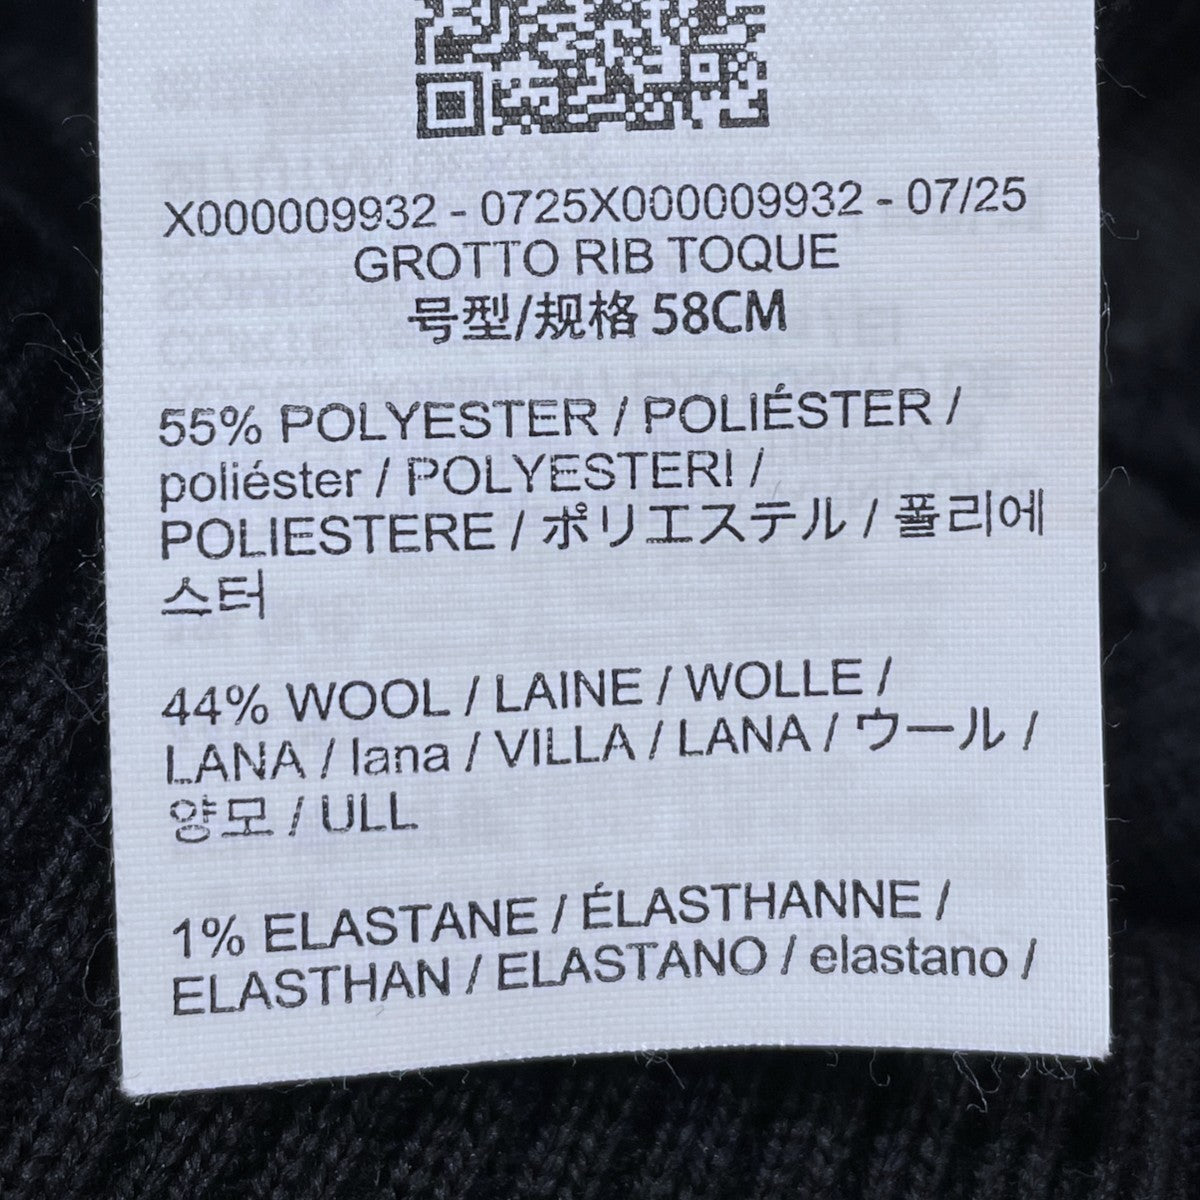 X000009932 - 0725X000009932 - 07/25
GROTTO RIB TOQUE
号型/规格 58CM
55% POLYESTER / POLIÉSTER /
poliéster / POLYESTERI /
POLIESTERE / ポリエステル / 폴리에
스터
44% WOOL / LAINE / WOLLE /
LANA / lana / VILLA / LANA / ウール /
양모 / ULL
1% ELASTANE / ÉLASTHANNE /
ELASTHAN / ELASTANO / elastano /